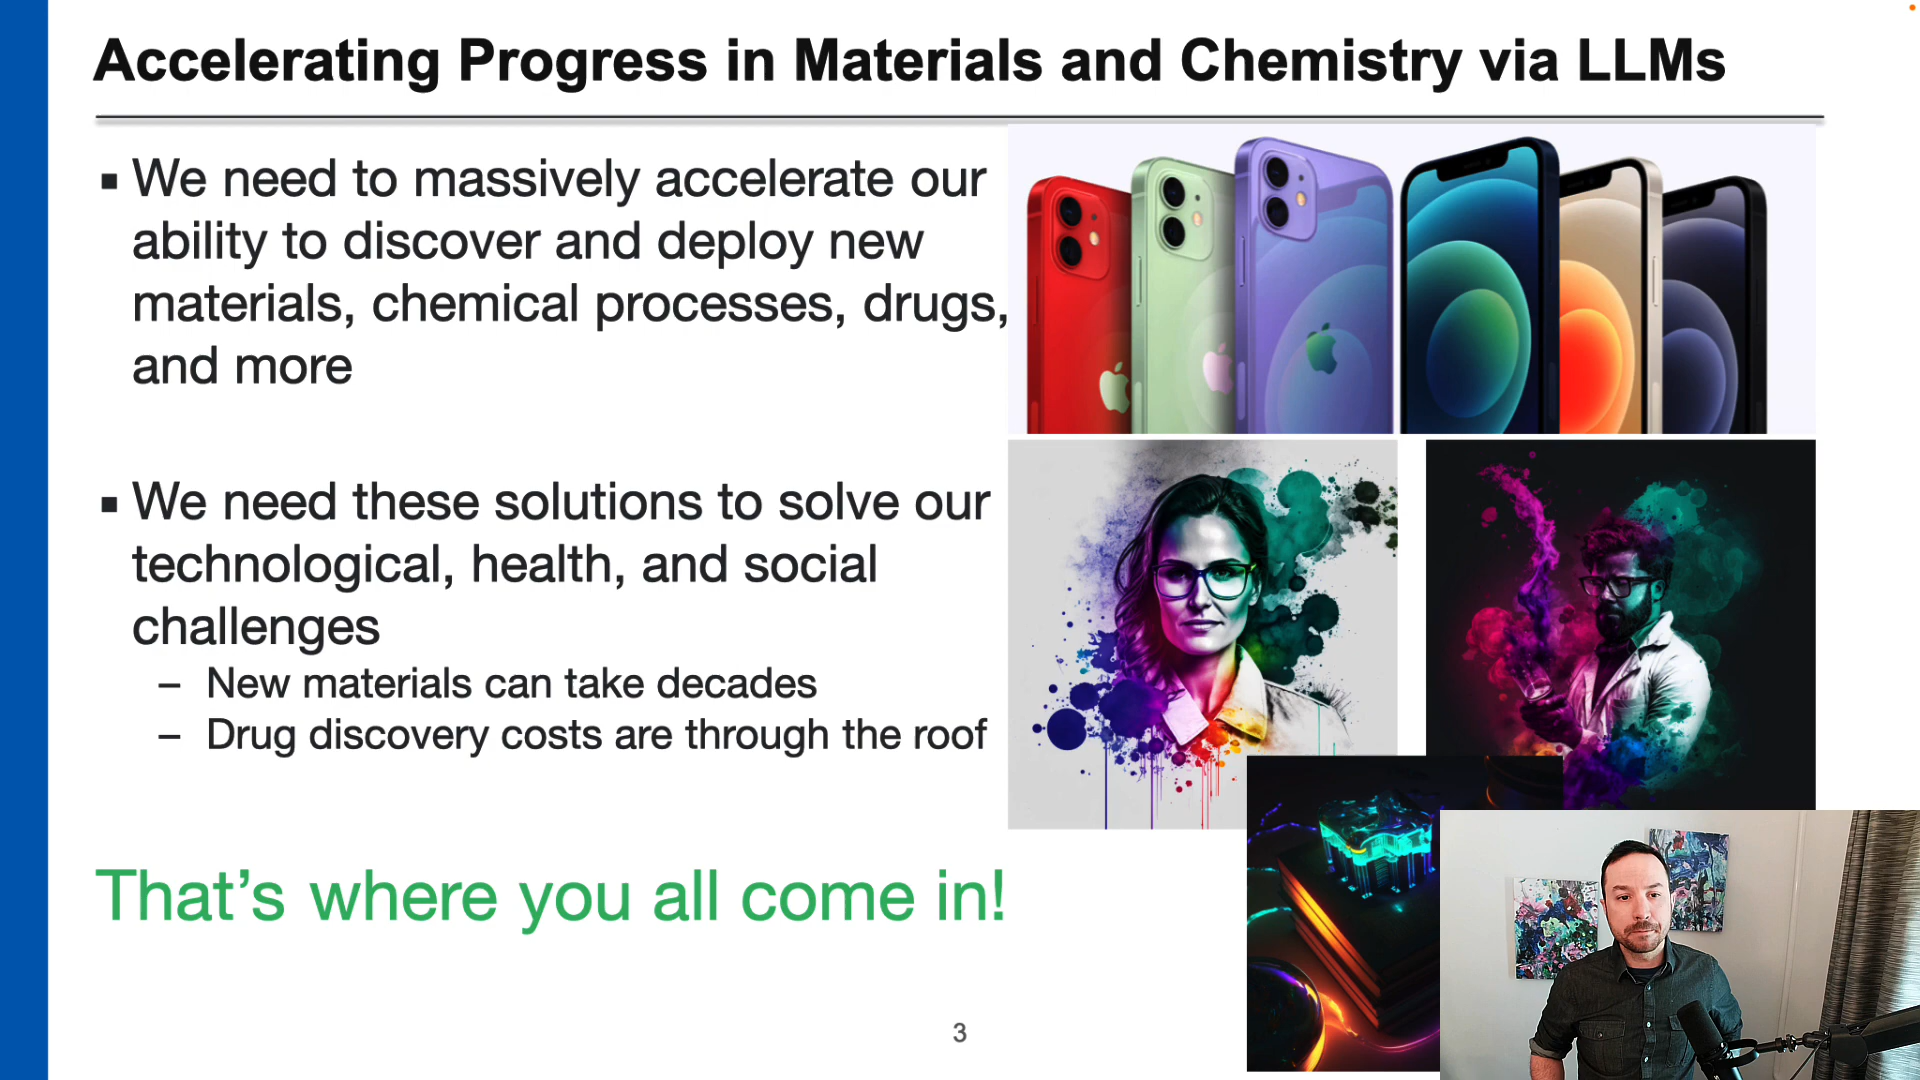 Accelerating Progress in Materials and Chemistry via LLMs
▪ We need to massively accelerate our
ability to discover and deploy new
materials, chemical processes, drugs,
and more
▪ We need these solutions to solve our
technological, health, and social
challenges
– New materials can take decades
– Drug discovery costs are through the roof
That’s where you all come in!
3